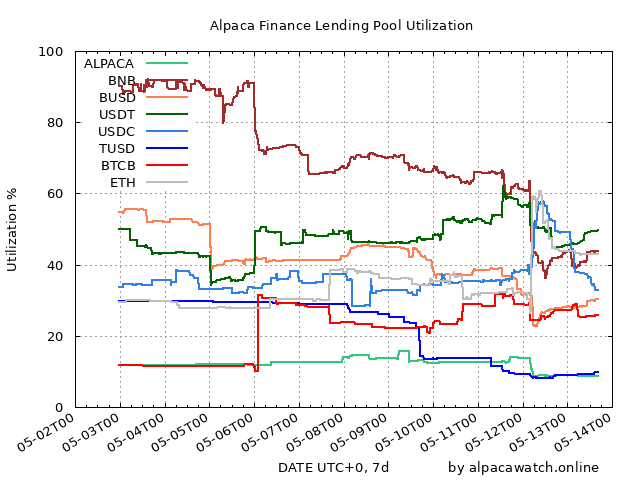 Alpaca Finance Lending Pool Utilization
100
80
60
40
20
0
Utilization %
ALPACA
BNB
BUSD
USDT
USDC
TUSD
BTCB
ETH
05-02T00
05-03T00
05-04T00
05-05T00
05-06T00
05-07T00
05-08T00
05-09T00
05-10T00
05-11T00
05-12T00
05-13T00
05-14T00
DATE UTC+0, 7d
by alpacawatch.online